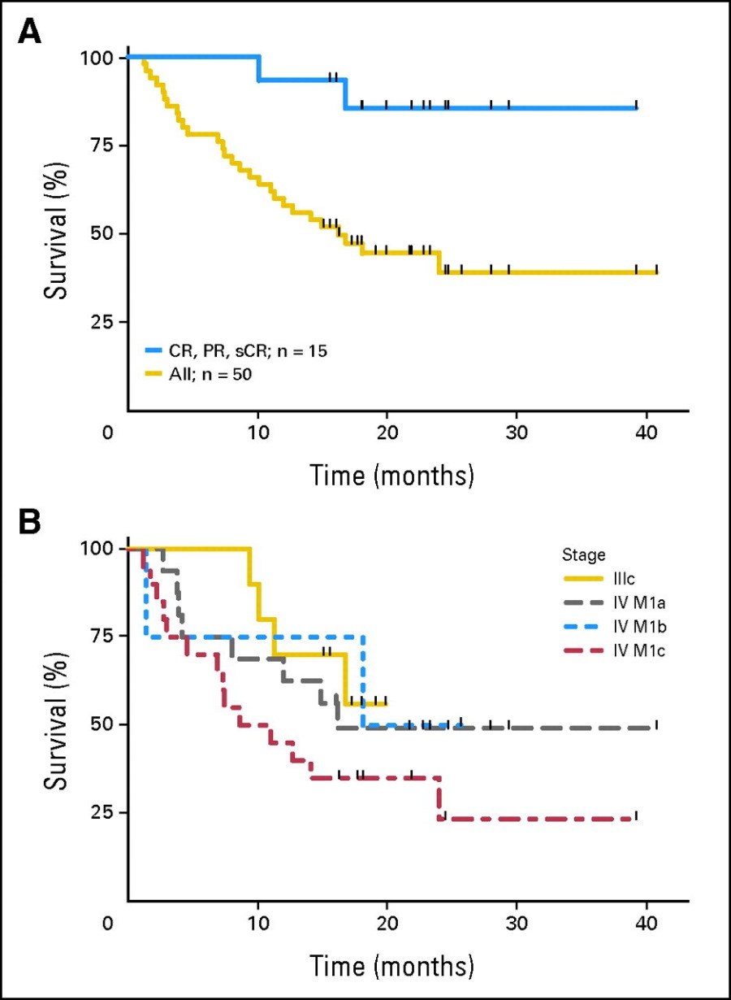 A
100
75
50
25
0
10
20
30
40
Survival (%)
CR, PR, sCR; n = 15
All; n = 50
Time (months)
B
100
75
50
25
0
10
20
30
40
Survival (%)
Stage
IIIc
IV M1a
IV M1b
IV M1c
Time (months)